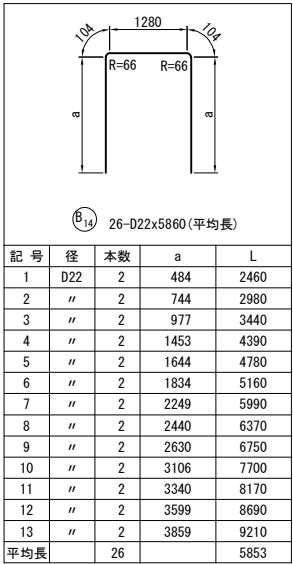 104 1280 104
R=66 R=66
a a
B14 26-D22x5860(平均長)
記 号 径 本数 a L
1 D22 2 484 2460
2 〃 2 744 2980
3 〃 2 977 3440
4 〃 2 1453 4390
5 〃 2 1644 4780
6 〃 2 1834 5160
7 〃 2 2249 5990
8 〃 2 2440 6370
9 〃 2 2630 6750
10 〃 2 3106 7700
11 〃 2 3340 8170
12 〃 2 3599 8690
13 〃 2 3859 9210
平均長 26 5853